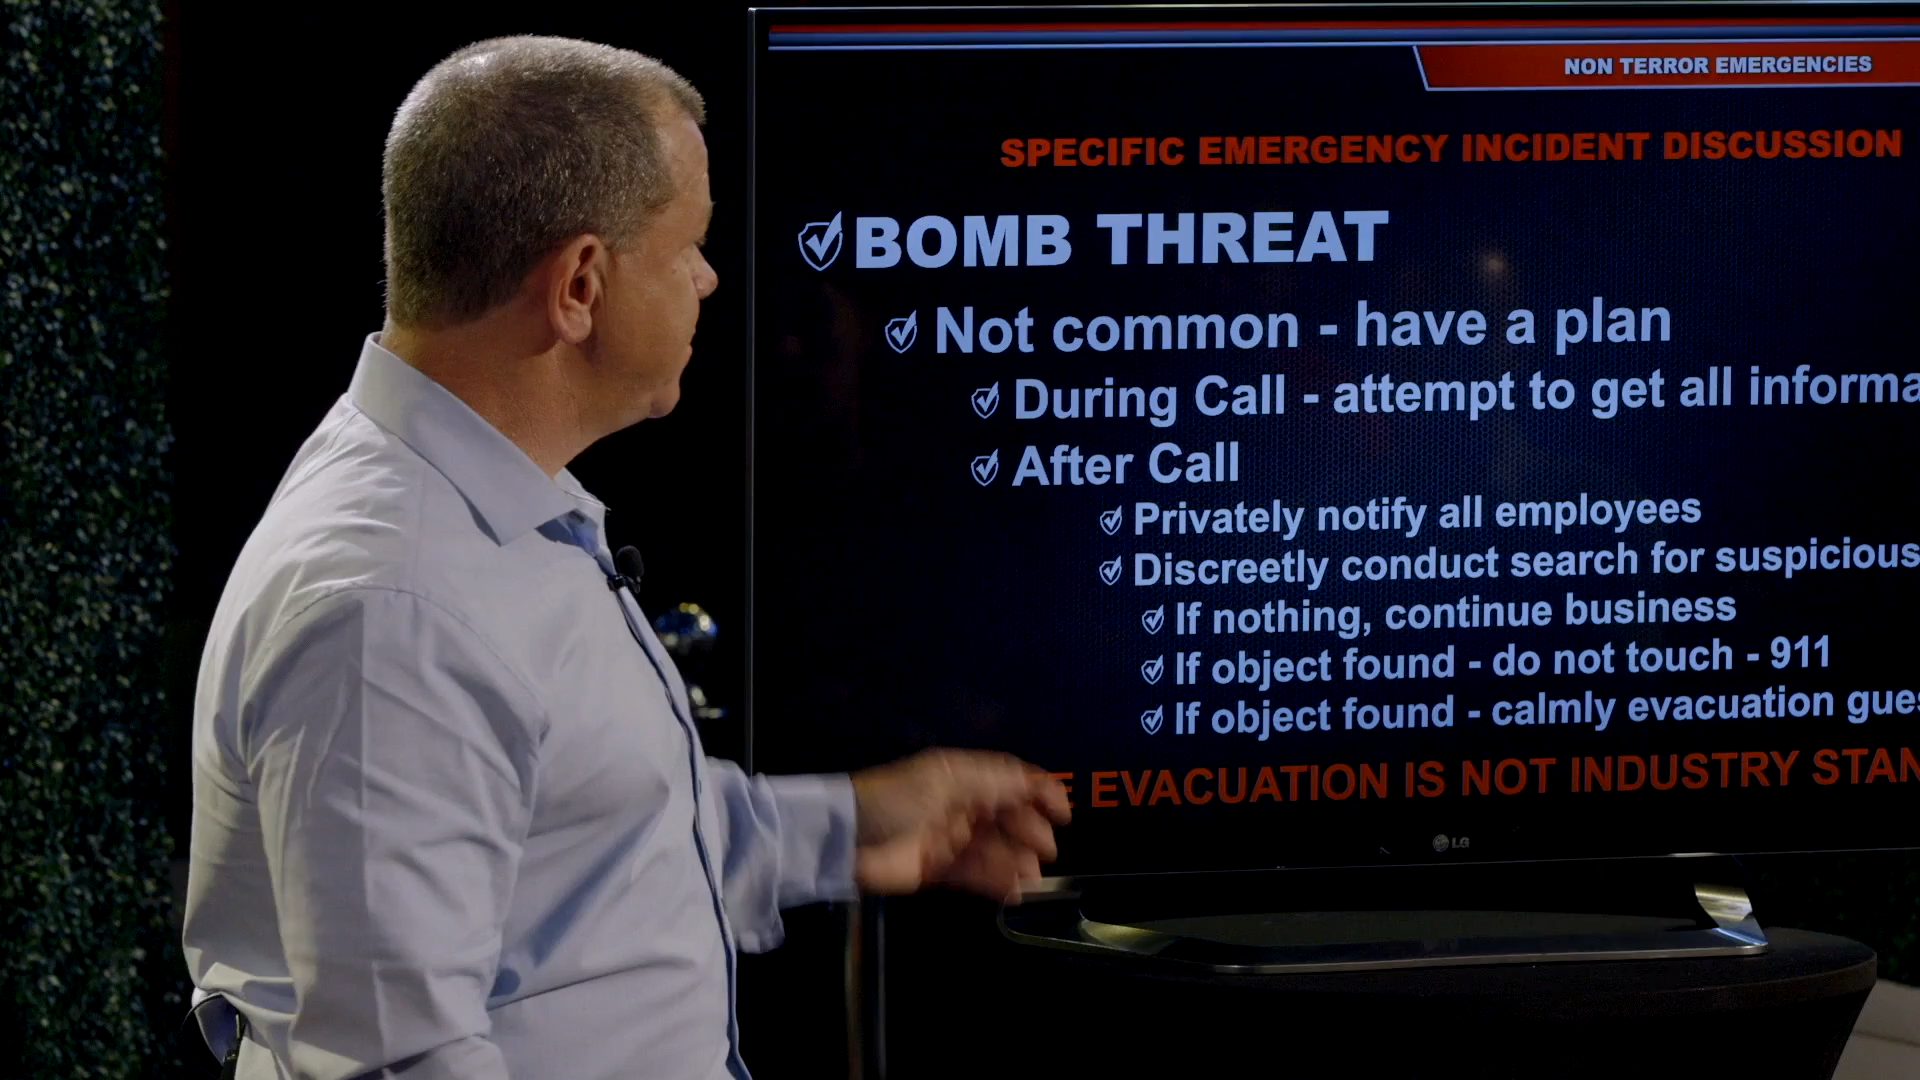 NON TERROR EMERGENCIES
SPECIFIC EMERGENCY INCIDENT DISCUSSION
BOMB THREAT
Not common - have a plan
During Call - attempt to get all informa
After Call
Privately notify all employees
Discreetly conduct search for suspicious
If nothing, continue business
If object found - do not touch - 911
If object found - calmly evacuation gue
EVACUATION IS NOT INDUSTRY STAN
LG